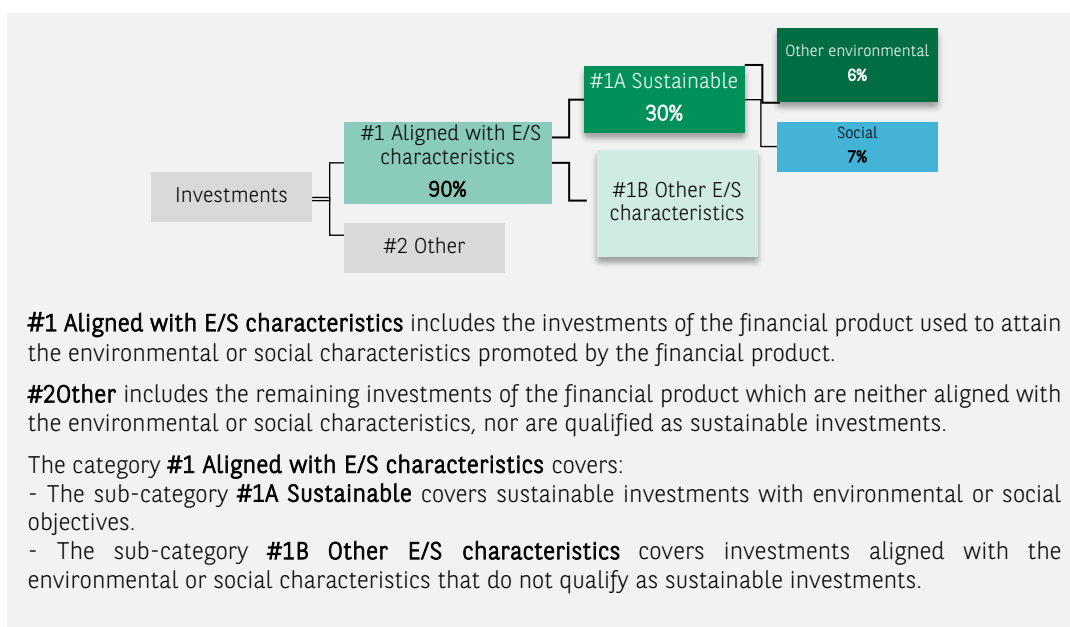 Other environmental
6%
#1A Sustainable
30%
Social
7%
#1 Aligned with E/S
characteristics
90%
Investments
#1B Other E/S
characteristics
#2 Other
#1 Aligned with E/S characteristics includes the investments of the financial product used to attain
the environmental or social characteristics promoted by the financial product.
#2Other includes the remaining investments of the financial product which are neither aligned with
the environmental or social characteristics, nor are qualified as sustainable investments.
The category #1 Aligned with E/S characteristics covers:
- The sub-category #1A Sustainable covers sustainable investments with environmental or social
objectives.
- The sub-category #1B Other E/S characteristics covers investments aligned with the
environmental or social characteristics that do not qualify as sustainable investments.